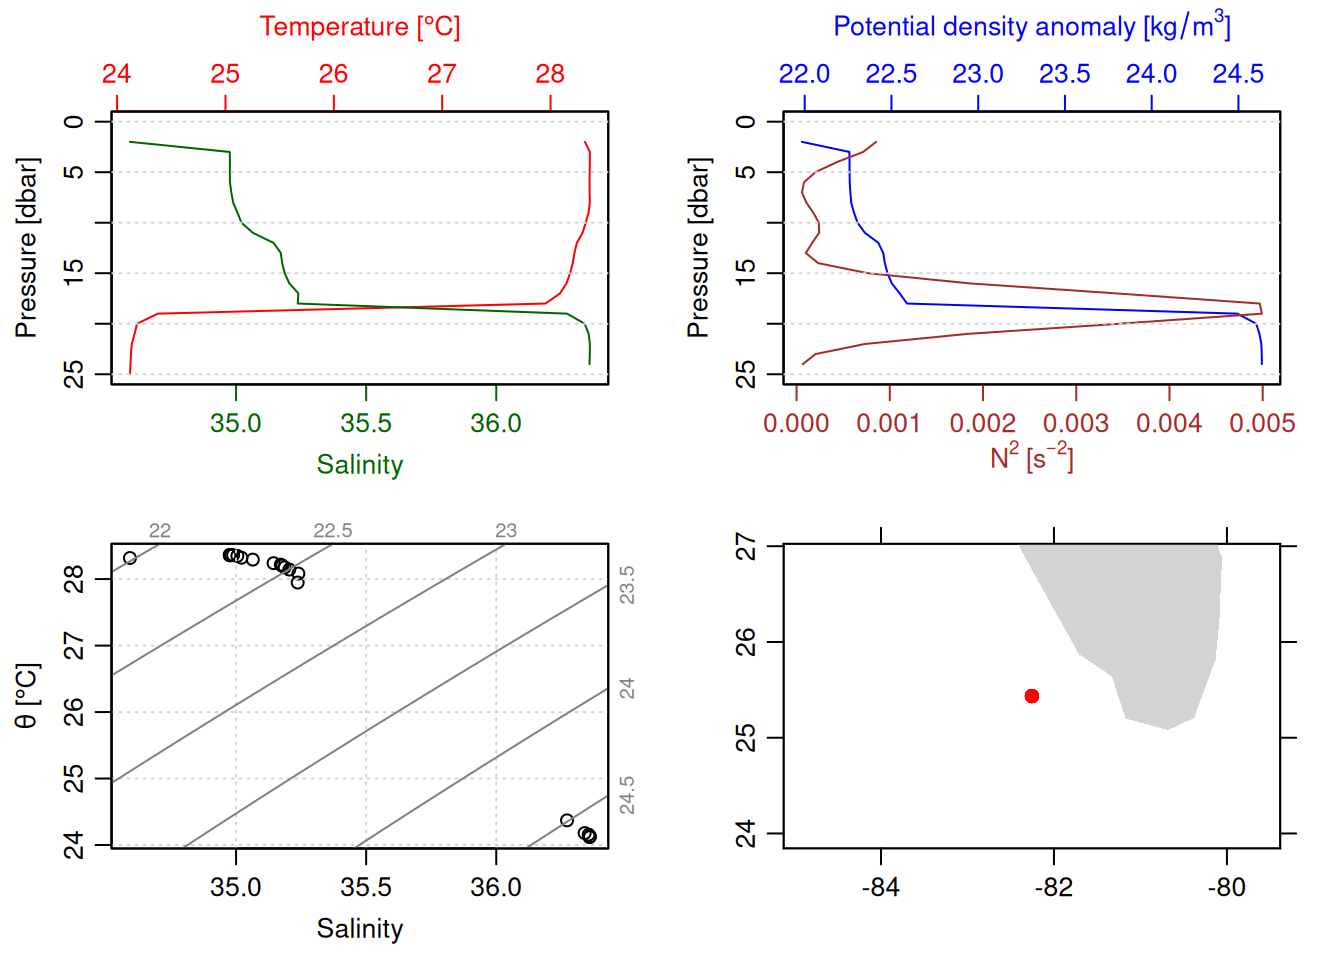 Temperature [°C]
24 25 26 27 28
Pressure [dbar]
0
5
15
25
35.0 35.5 36.0
Salinity
Potential density anomaly [kg/m³]
22.0 22.5 23.0 23.5 24.0 24.5
Pressure [dbar]
0
5
15
25
0.000 0.001 0.002 0.003 0.004 0.005
N² [s⁻²]
22 22.5 23
23.5
24
24.5
θ [°C]
28
27
26
25
24
35.0 35.5 36.0
Salinity
27
26
25
24
-84 -82 -80